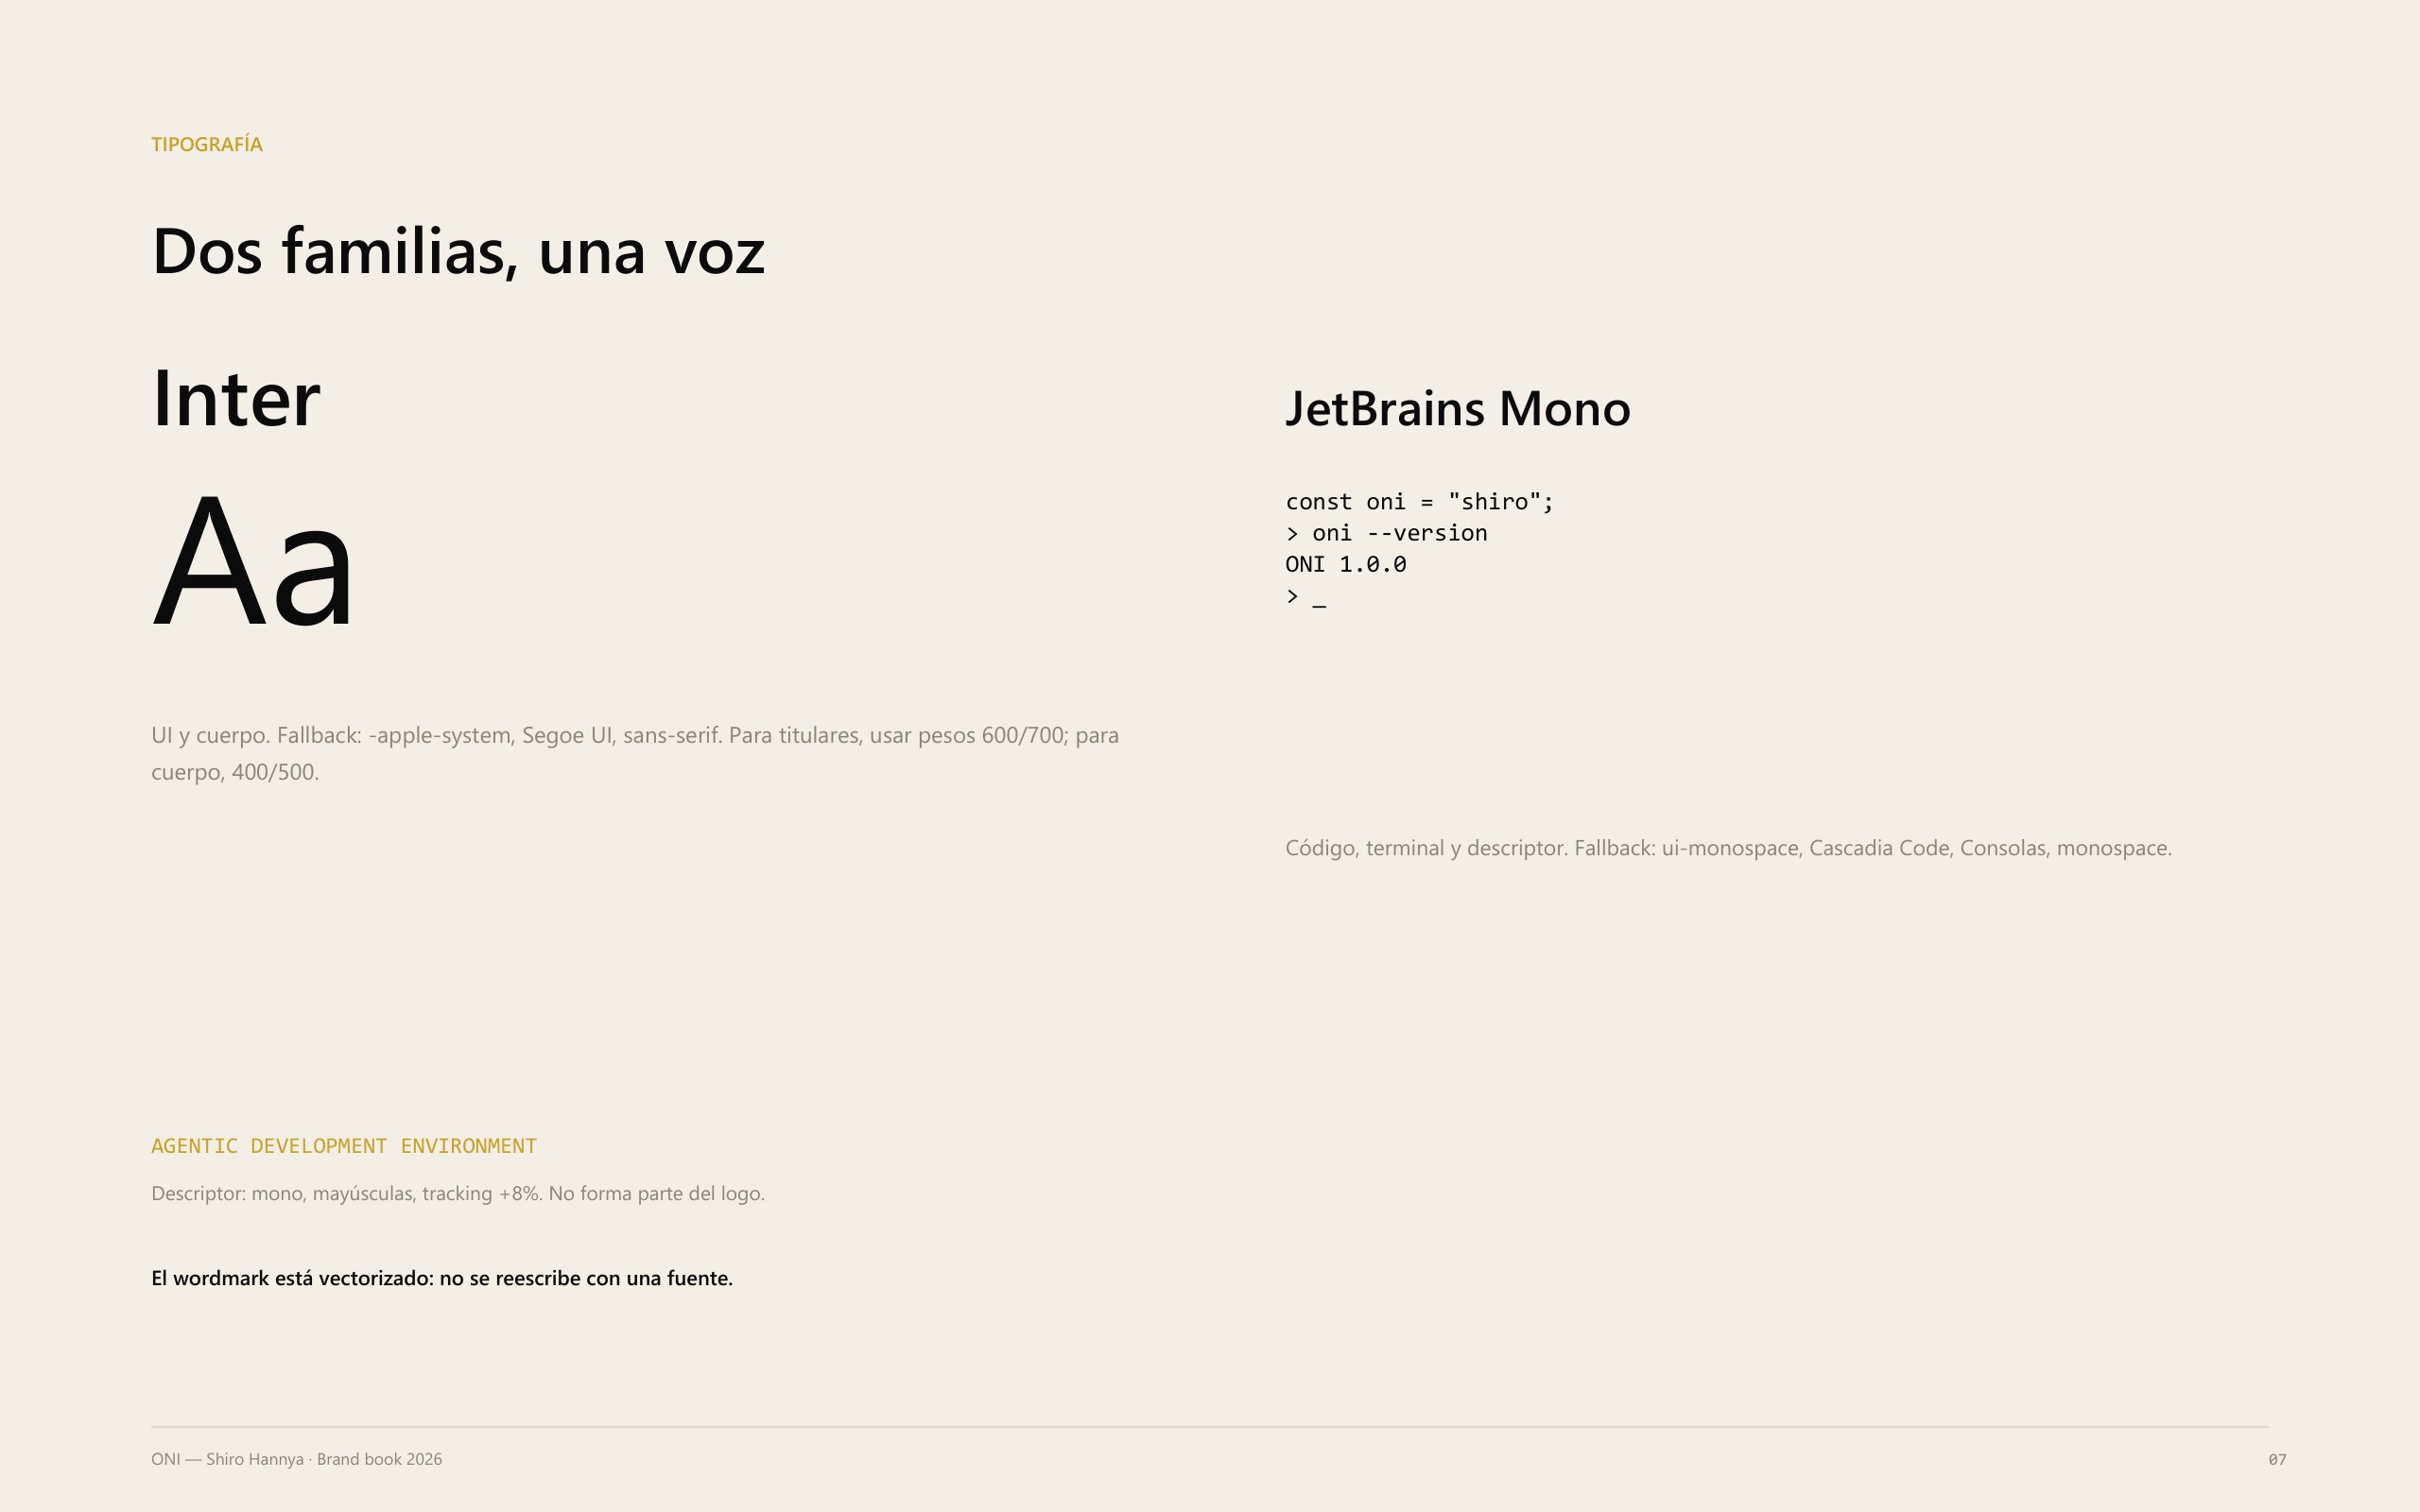 TIPOGRAFÍA
Dos familias, una voz
Inter
Aa
UI y cuerpo. Fallback: -apple-system, Segoe UI, sans-serif. Para titulares, usar pesos 600/700; para
cuerpo, 400/500.
JetBrains Mono
const oni = "shiro";
> oni --version
ONI 1.0.0
> _
Código, terminal y descriptor. Fallback: ui-monospace, Cascadia Code, Consolas, monospace.
AGENTIC DEVELOPMENT ENVIRONMENT
Descriptor: mono, mayúsculas, tracking +8%. No forma parte del logo.
El wordmark está vectorizado: no se reescribe con una fuente.
ONI — Shiro Hannya · Brand book 2026
07